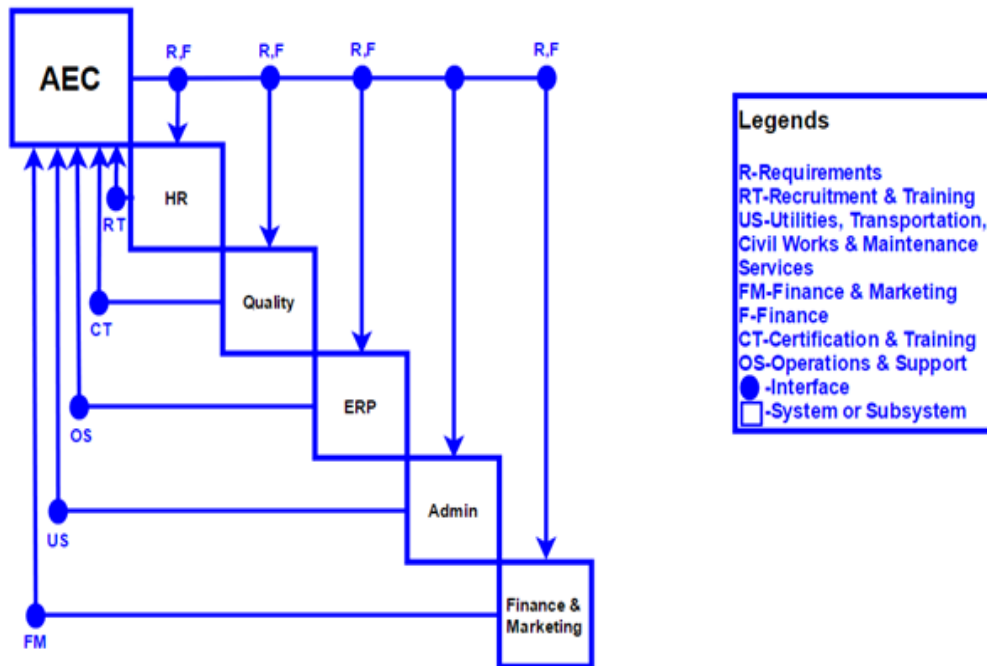 R,F
R,F
R,F
R,F
AEC
HR
RT
Quality
CT
ERP
OS
Admin
US
Finance &
Marketing
FM
Legends
R-Requirements
RT-Recruitment & Training
US-Utilities, Transportation,
Civil Works & Maintenance
Services
FM-Finance & Marketing
F-Finance
CT-Certification & Training
OS-Operations & Support
-Interface
-System or Subsystem